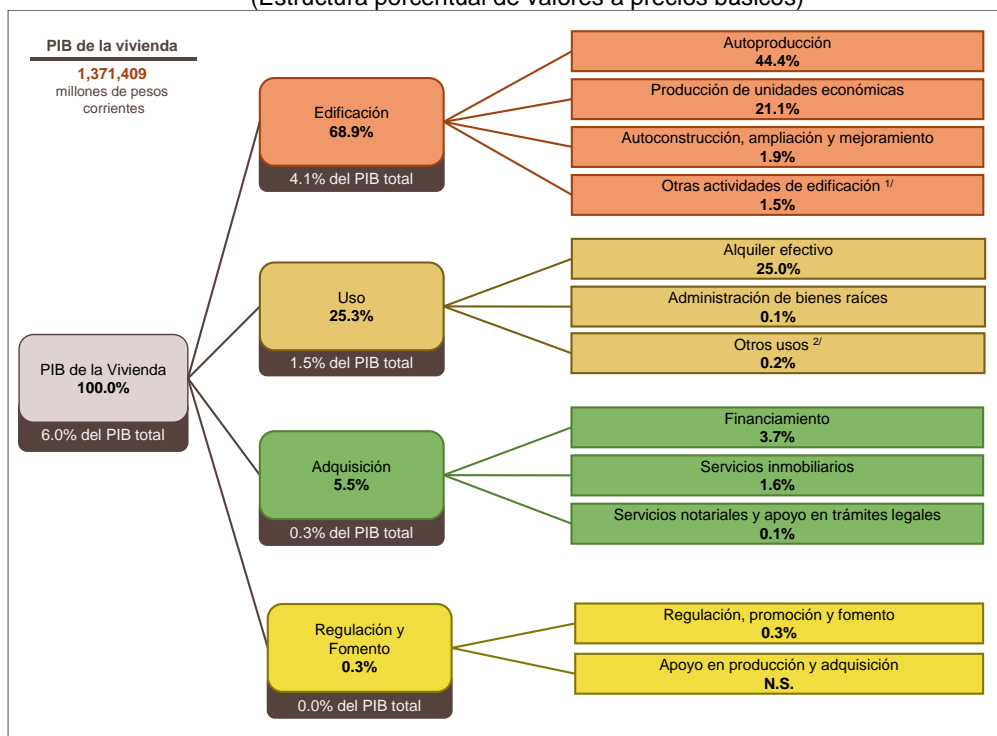 (Estructura porcentual de valores a precios básicos)
PIB de la vivienda
1,371,409
millones de pesos
corrientes
PIB de la Vivienda
100.0%
6.0% del PIB total
Edificación
68.9%
4.1% del PIB total
Autoproducción
44.4%
Producción de unidades económicas
21.1%
Autoconstrucción, ampliación y mejoramiento
1.9%
Otras actividades de edificación 1/
1.5%
Uso
25.3%
1.5% del PIB total
Alquiler efectivo
25.0%
Administración de bienes raíces
0.1%
Otros usos 2/
0.2%
Adquisición
5.5%
0.3% del PIB total
Financiamiento
3.7%
Servicios inmobiliarios
1.6%
Servicios notariales y apoyo en trámites legales
0.1%
Regulación y
Fomento
0.3%
0.0% del PIB total
Regulación, promoción y fomento
0.3%
Apoyo en producción y adquisición
N.S.